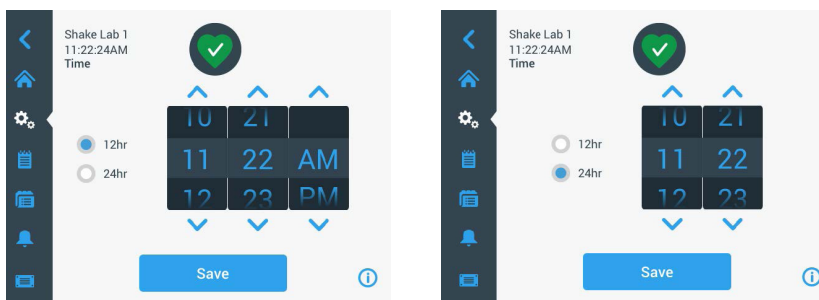 Shake Lab 1
11:22:24AM
Time
12hr
24hr
10 21
11 22 AM
12 23 PM
Save
Shake Lab 1
11:22:24AM
Time
12hr
24hr
10 21
11 22
12 23
Save